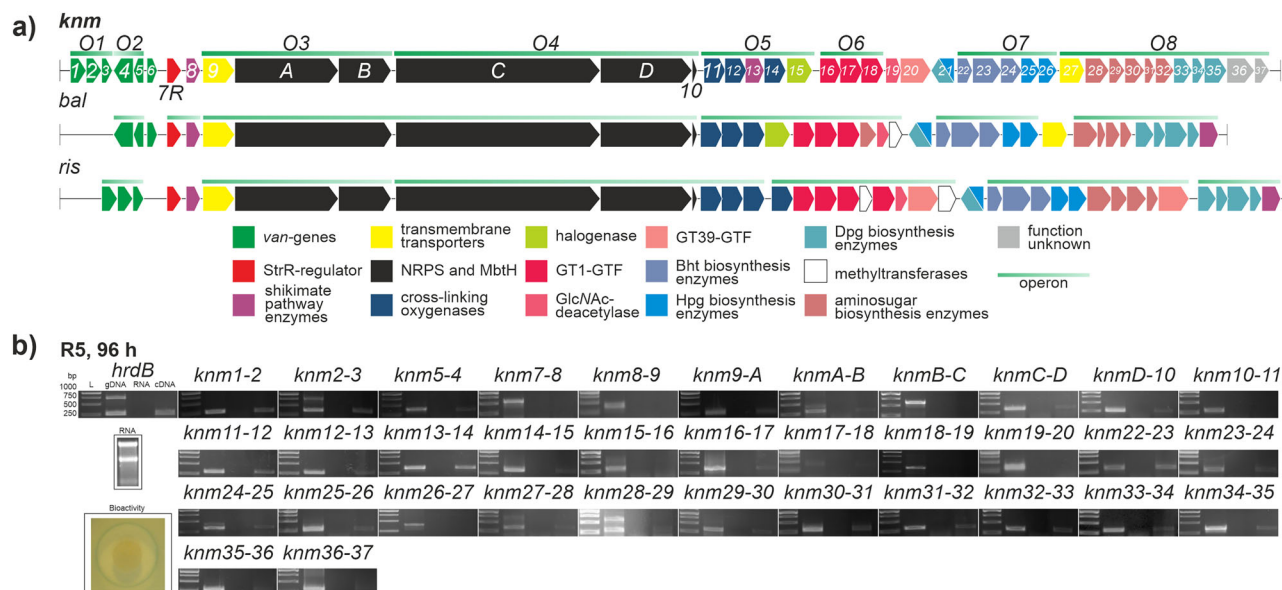 a)
knm
O1 O2 O3 O4 O5 O6 O7 O8
1 2 3 4 5 6 8 9 A B C D 11 12 13 14 15 16 17 18 19 20 21 22 23 24 25 26 27 28 29 30 31 32 33 34 35 36 37
7R 10
bal
ris
van-genes
StrR-regulator
shikimate
pathway
enzymes
transmembrane
transporters
NRPS and MbtH
cross-linking
oxygenases
halogenase
GT1-GTF
GlcNAc-
deacetylase
GT39-GTF
Bht biosynthesis
enzymes
Hpg biosynthesis
enzymes
Dpg biosynthesis
enzymes
methyltransferases
aminosugar
biosynthesis enzymes
function
unknown
operon
b) R5, 96 h
hrdB knm1-2 knm2-3 knm5-4 knm7-8 knm8-9 knm9-A knmA-B knmB-C knmC-D knmD-10 knm10-11
bp L gDNA RNA cDNA
1000
750
500
250
RNA
knm11-12 knm12-13 knm13-14 knm14-15 knm15-16 knm16-17 knm17-18 knm18-19 knm19-20 knm22-23 knm23-24
knm24-25 knm25-26 knm26-27 knm27-28 knm28-29 knm29-30 knm30-31 knm31-32 knm32-33 knm33-34 knm34-35
Bioactivity
knm35-36 knm36-37